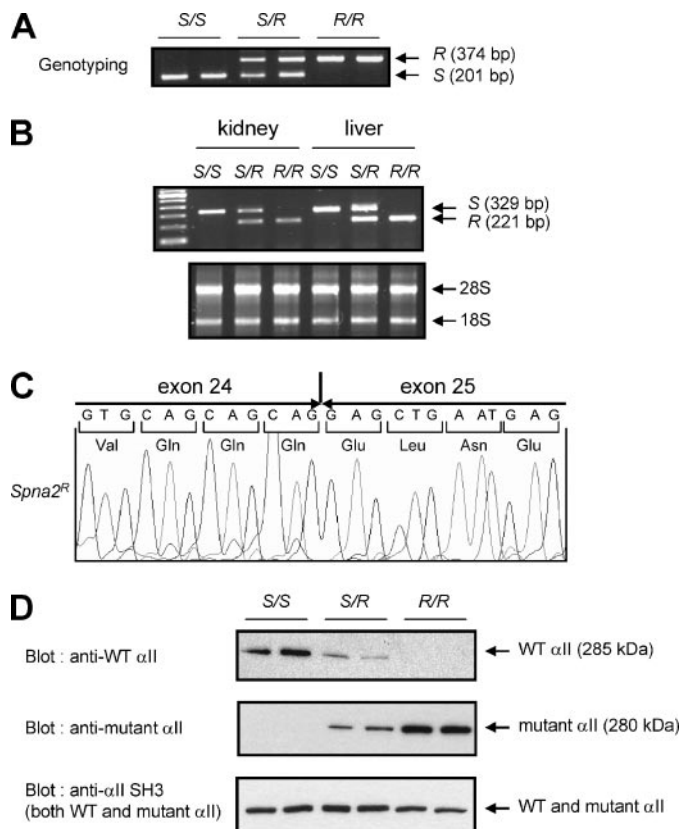 A
S/S S/R R/R
Genotyping
R (374 bp)
S (201 bp)
B
kidney liver
S/S S/R R/R S/S S/R R/R
S (329 bp)
R (221 bp)
28S
18S
C
exon 24 exon 25
G T G C A G C A G C A G G A G C T G A A T G A G
Val Gln Gln Gln Glu Leu Asn Glu
Spna2ᴿ
D
S/S S/R R/R
Blot : anti-WT αII
WT αII (285 kDa)
Blot : anti-mutant αII
mutant αII (280 kDa)
Blot : anti-αII SH3
(both WT and mutant αII)
WT and mutant αII